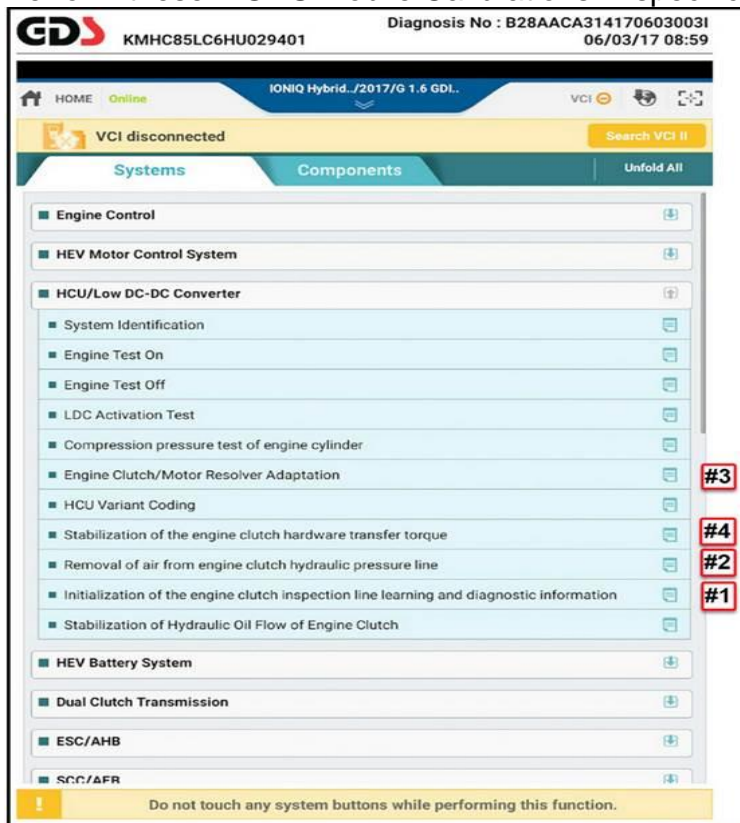 GDS
KMHC85LC6HU029401
Diagnosis No : B28AACA314170603003I
06/03/17 08:59
HOME Online
IONIQ Hybrid../2017/G 1.6 GDI..
VCI
VCI disconnected
Search VCI II
Systems
Components
Unfold All
Engine Control
HEV Motor Control System
HCU/Low DC-DC Converter
System Identification
Engine Test On
Engine Test Off
LDC Activation Test
Compression pressure test of engine cylinder
Engine Clutch/Motor Resolver Adaptation
#3
HCU Variant Coding
Stabilization of the engine clutch hardware transfer torque
#4
Removal of air from engine clutch hydraulic pressure line
#2
Initialization of the engine clutch inspection line learning and diagnostic information
#1
Stabilization of Hydraulic Oil Flow of Engine Clutch
HEV Battery System
Dual Clutch Transmission
ESC/AHB
SCC/AEB
! Do not touch any system buttons while performing this function.